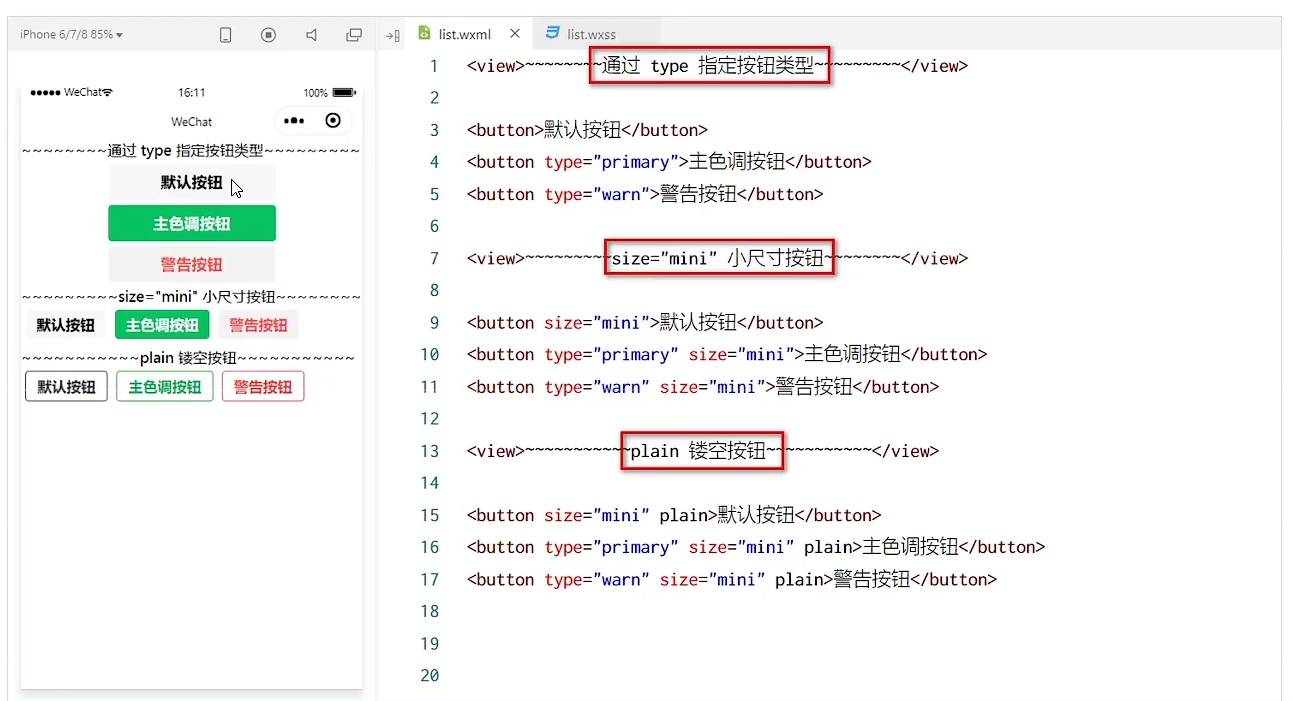 iPhone 6/7/8 85%
WeChat
16:11
100%
WeChat
~~~~~~~~通过 type 指定按钮类型~~~~~~~~~
默认按钮
主色调按钮
警告按钮
~~~~~~~~~size="mini" 小尺寸按钮~~~~~~~~
默认按钮 主色调按钮 警告按钮
~~~~~~~~~~~plain 镂空按钮~~~~~~~~~~~
默认按钮 主色调按钮 警告按钮
list.wxml
list.wxss
1 <view>~~~~~~~~通过 type 指定按钮类型~~~~~~~~~</view>
2
3 <button>默认按钮</button>
4 <button type="primary">主色调按钮</button>
5 <button type="warn">警告按钮</button>
6
7 <view>~~~~~~~~~size="mini" 小尺寸按钮~~~~~~~~</view>
8
9 <button size="mini">默认按钮</button>
10 <button type="primary" size="mini">主色调按钮</button>
11 <button type="warn" size="mini">警告按钮</button>
12
13 <view>~~~~~~~~~~~plain 镂空按钮~~~~~~~~~~~</view>
14
15 <button size="mini" plain>默认按钮</button>
16 <button type="primary" size="mini" plain>主色调按钮</button>
17 <button type="warn" size="mini" plain>警告按钮</button>
18
19
20